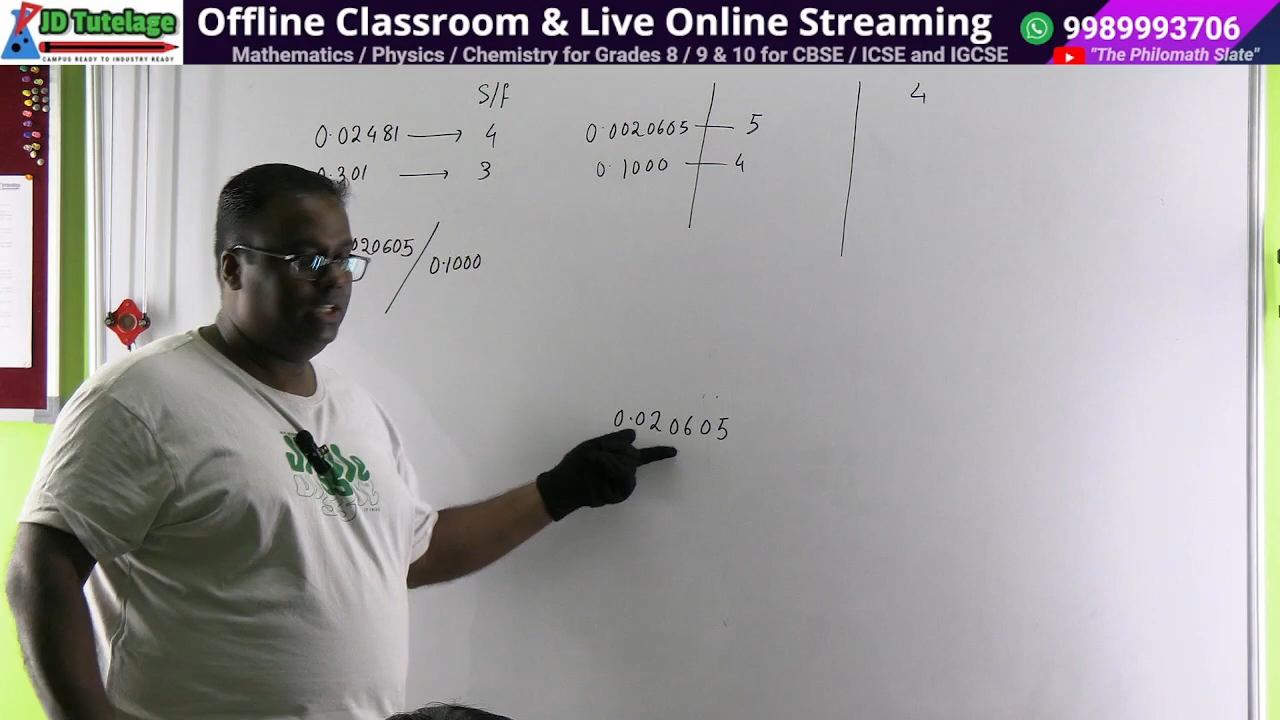 JD Tutelage
CAMPUS READY TO INDUSTRY READY
Offline Classroom & Live Online Streaming
9989993706
Mathematics / Physics / Chemistry for Grades 8 / 9 & 10 for CBSE / ICSE and IGCSE
"The Philomath Slate"
S/F
4
0.02481 → 4
0.0020605 — 5
0.301 → 3
0.1000 — 4
020605 / 0.1000
0.020605